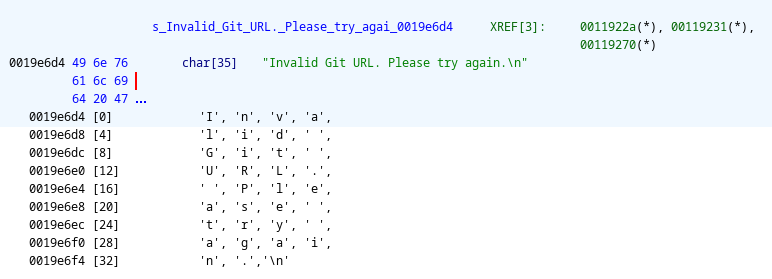 s_Invalid_Git_URL._Please_try_agai_0019e6d4 XREF[3]: 0011922a(*), 00119231(*),
00119270(*)
0019e6d4 49 6e 76 char[35] "Invalid Git URL. Please try again.\n"
61 6c 69
64 20 47 ...
0019e6d4 [0] 'I', 'n', 'v', 'a',
0019e6d8 [4] 'l', 'i', 'd', ' ',
0019e6dc [8] 'G', 'i', 't', ' ',
0019e6e0 [12] 'U', 'R', 'L', '.',
0019e6e4 [16] ' ', 'P', 'l', 'e',
0019e6e8 [20] 'a', 's', 'e', ' ',
0019e6ec [24] 't', 'r', 'y', ' ',
0019e6f0 [28] 'a', 'g', 'a', 'i',
0019e6f4 [32] 'n', '.','\n'